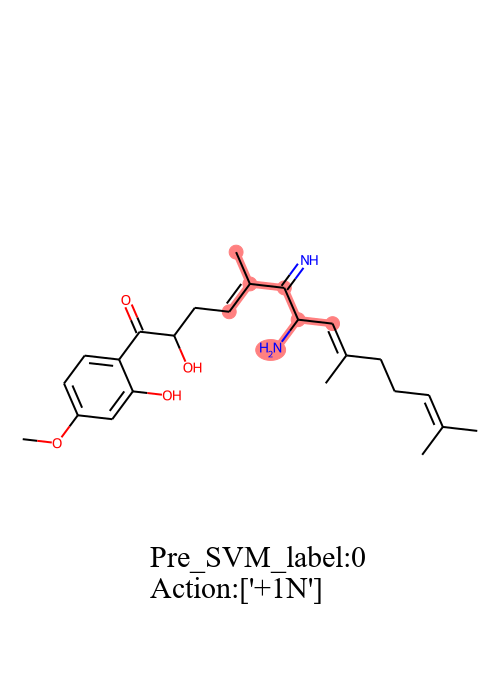 NH
O
H₂N
OH
OH
O
Pre_SVM_label:0
Action:['+1N']